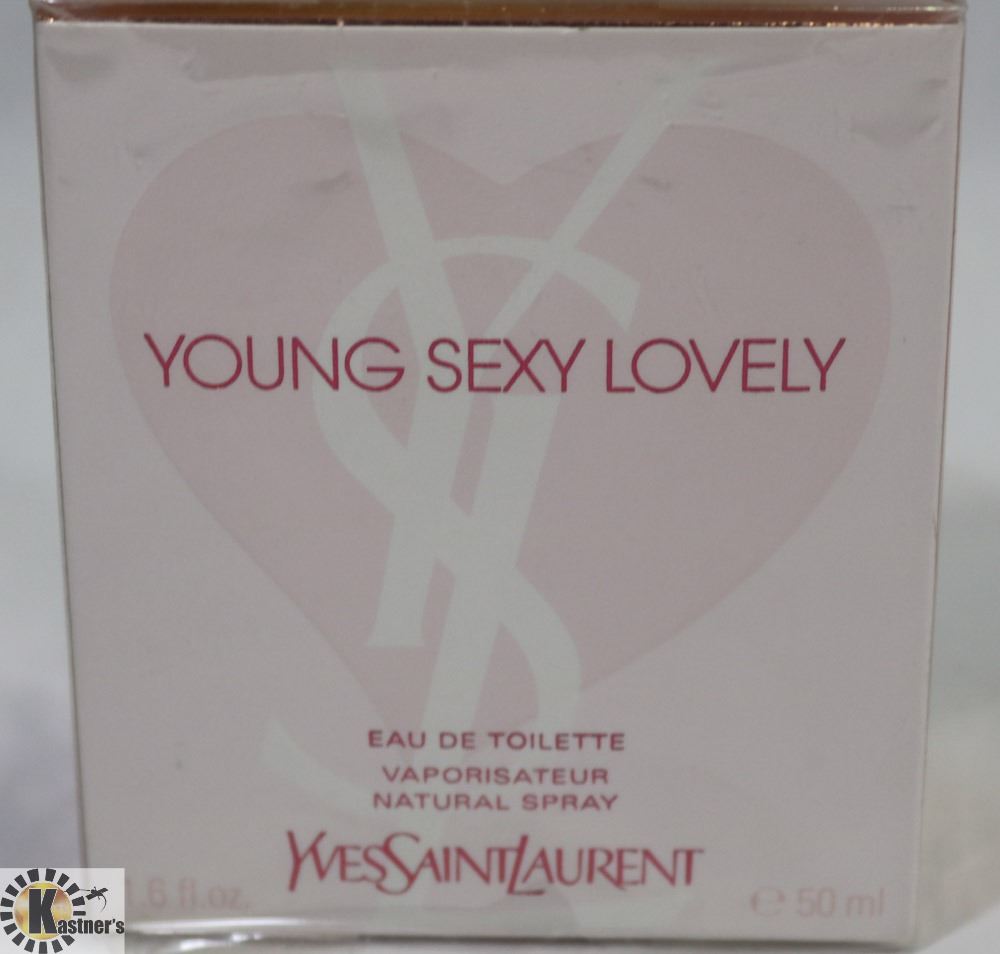 YOUNG SEXY LOVELY
EAU DE TOILETTE
VAPORISATEUR
NATURAL SPRAY
YVESSAINTLAURENT
1.6 fl.oz.
e 50 ml
Kastner's